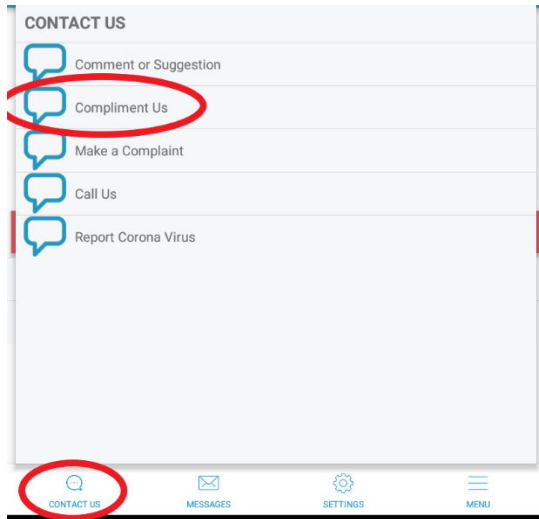 CONTACT US
Comment or Suggestion
Compliment Us
Make a Complaint
Call Us
Report Corona Virus
CONTACT US
MESSAGES
SETTINGS
MENU